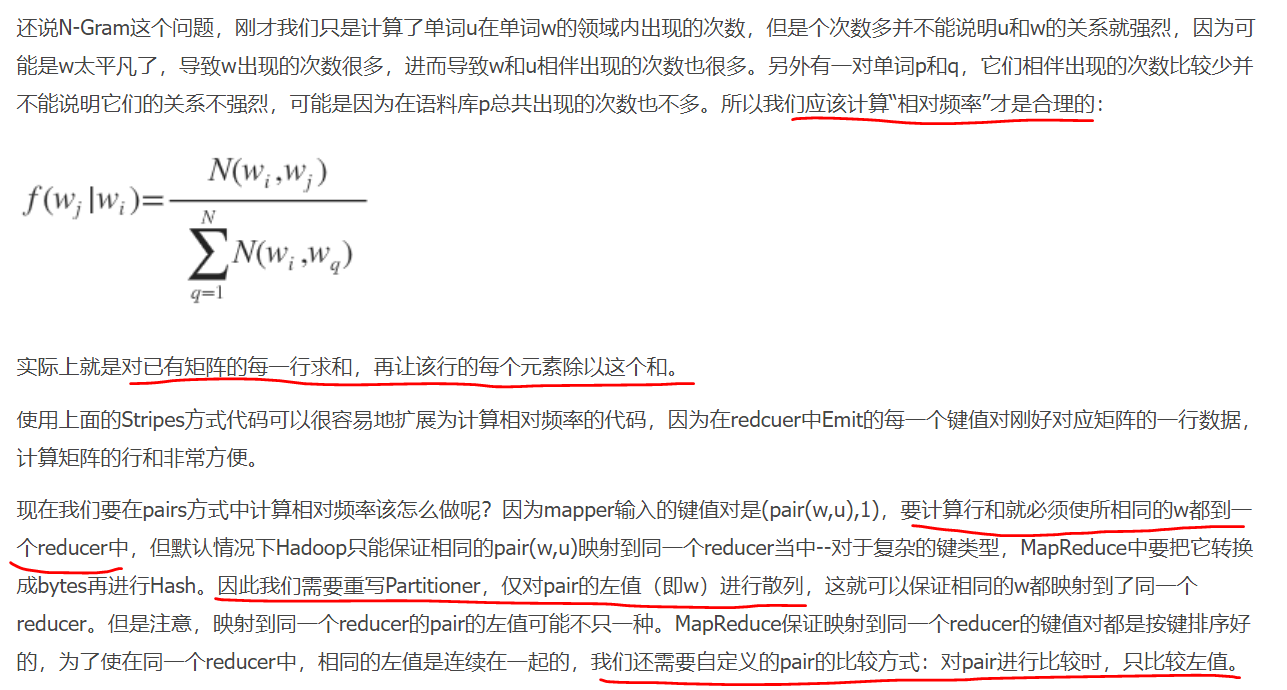 还说N-Gram这个问题，刚才我们只是计算了单词u在单词w的领域内出现的次数，但是个次数多并不能说明u和w的关系就强烈，因为可
能是w太平凡了，导致w出现的次数很多，进而导致w和u相伴出现的次数也很多。另外有一对单词p和q，它们相伴出现的次数比较少并
不能说明它们的关系不强烈，可能是因为在语料库p总共出现的次数也不多。所以我们应该计算“相对频率”才是合理的：
f(w_j|w_i)=\frac{N(w_i,w_j)}{\sum_{q=1}^{N}N(w_i,w_q)}
实际上就是对已有矩阵的每一行求和，再让该行的每个元素除以这个和。
使用上面的Stripes方式代码可以很容易地扩展为计算相对频率的代码，因为在redcuer中Emit的每一个键值对刚好对应矩阵的一行数据，
计算矩阵的行和非常方便。
现在我们要在pairs方式中计算相对频率该怎么做呢？因为mapper输入的键值对是(pair(w,u),1)，要计算行和就必须使所相同的w都到一
个reducer中，但默认情况下Hadoop只能保证相同的pair(w,u)映射到同一个reducer当中--对于复杂的键类型，MapReduce中要把它转换
成bytes再进行Hash。因此我们需要重写Partitioner，仅对pair的左值（即w）进行散列，这就可以保证相同的w都映射到了同一个
reducer。但是注意，映射到同一个reducer的pair的左值可能不只一种。MapReduce保证映射到同一个reducer的键值对都是按键排序好
的，为了使在同一个reducer中，相同的左值是连续在一起的，我们还需要自定义的pair的比较方式：对pair进行比较时，只比较左值。